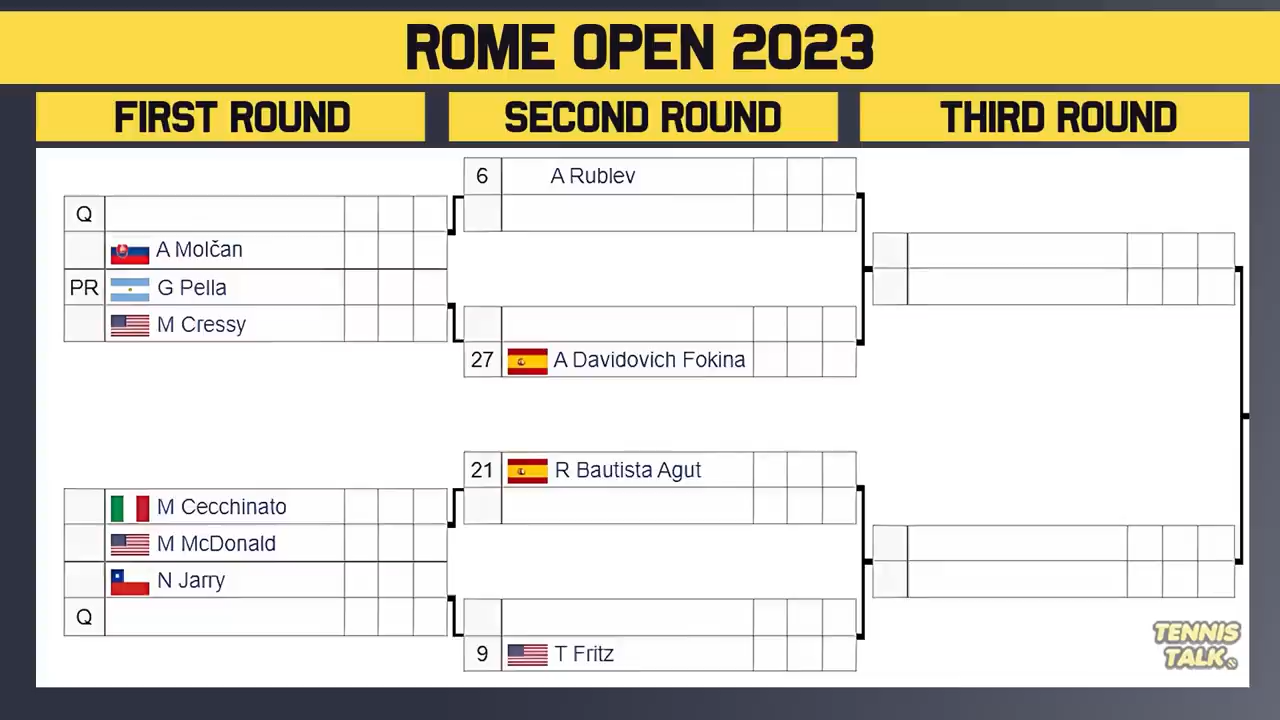 ROME OPEN 2023
FIRST ROUND
SECOND ROUND
THIRD ROUND
6 A Rublev
Q
A Molčan
PR G Pella
M Cressy
27 A Davidovich Fokina
21 R Bautista Agut
M Cecchinato
M McDonald
N Jarry
Q
9 T Fritz
TENNIS
TALK